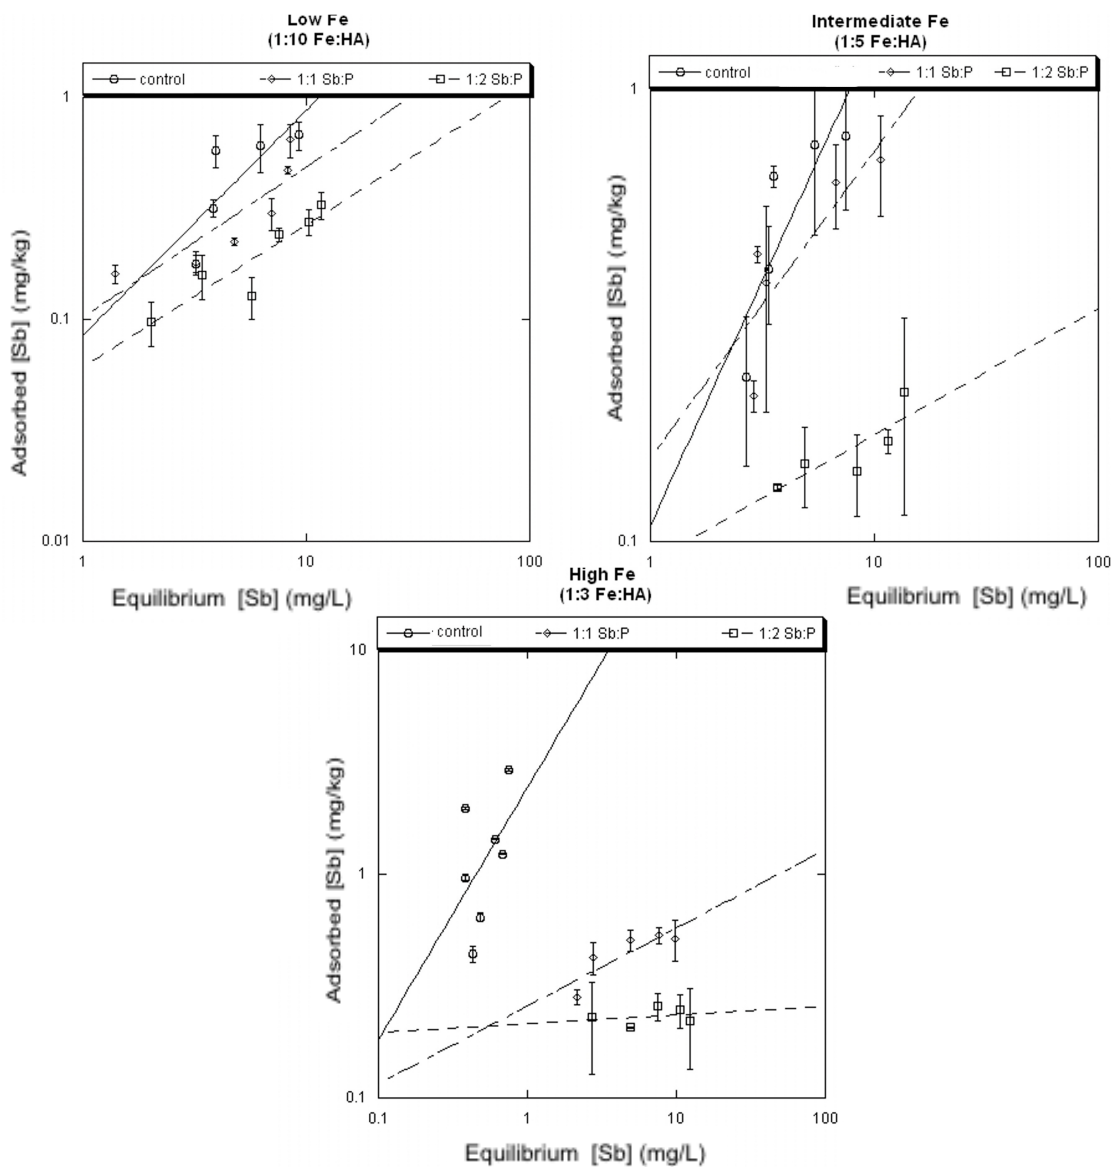 Low Fe
(1:10 Fe:HA)
control 1:1 Sb:P 1:2 Sb:P
1
0.1
0.01
1 10 100
Adsorbed [Sb] (mg/kg)
Equilibrium [Sb] (mg/L)
Intermediate Fe
(1:5 Fe:HA)
control 1:1 Sb:P 1:2 Sb:P
1
0.1
1 10 100
Adsorbed [Sb] (mg/kg)
Equilibrium [Sb] (mg/L)
High Fe
(1:3 Fe:HA)
control 1:1 Sb:P 1:2 Sb:P
10
1
0.1
0.1 1 10 100
Adsorbed [Sb] (mg/kg)
Equilibrium [Sb] (mg/L)